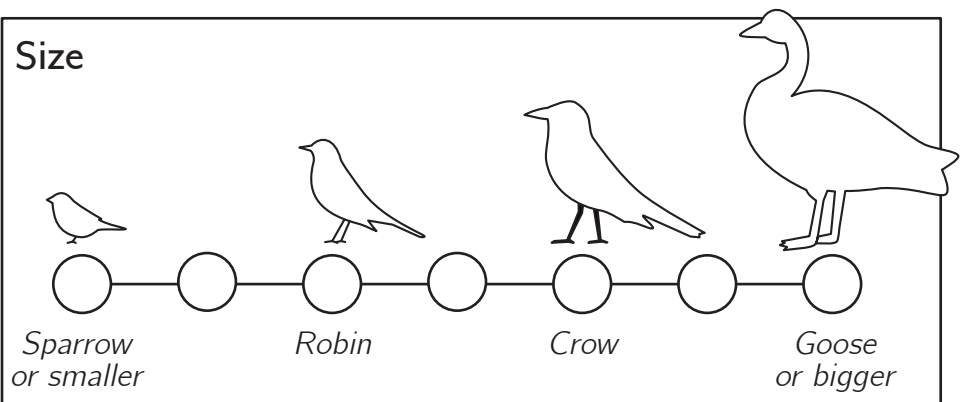 Size
Sparrow
or smaller
Robin
Crow
Goose
or bigger